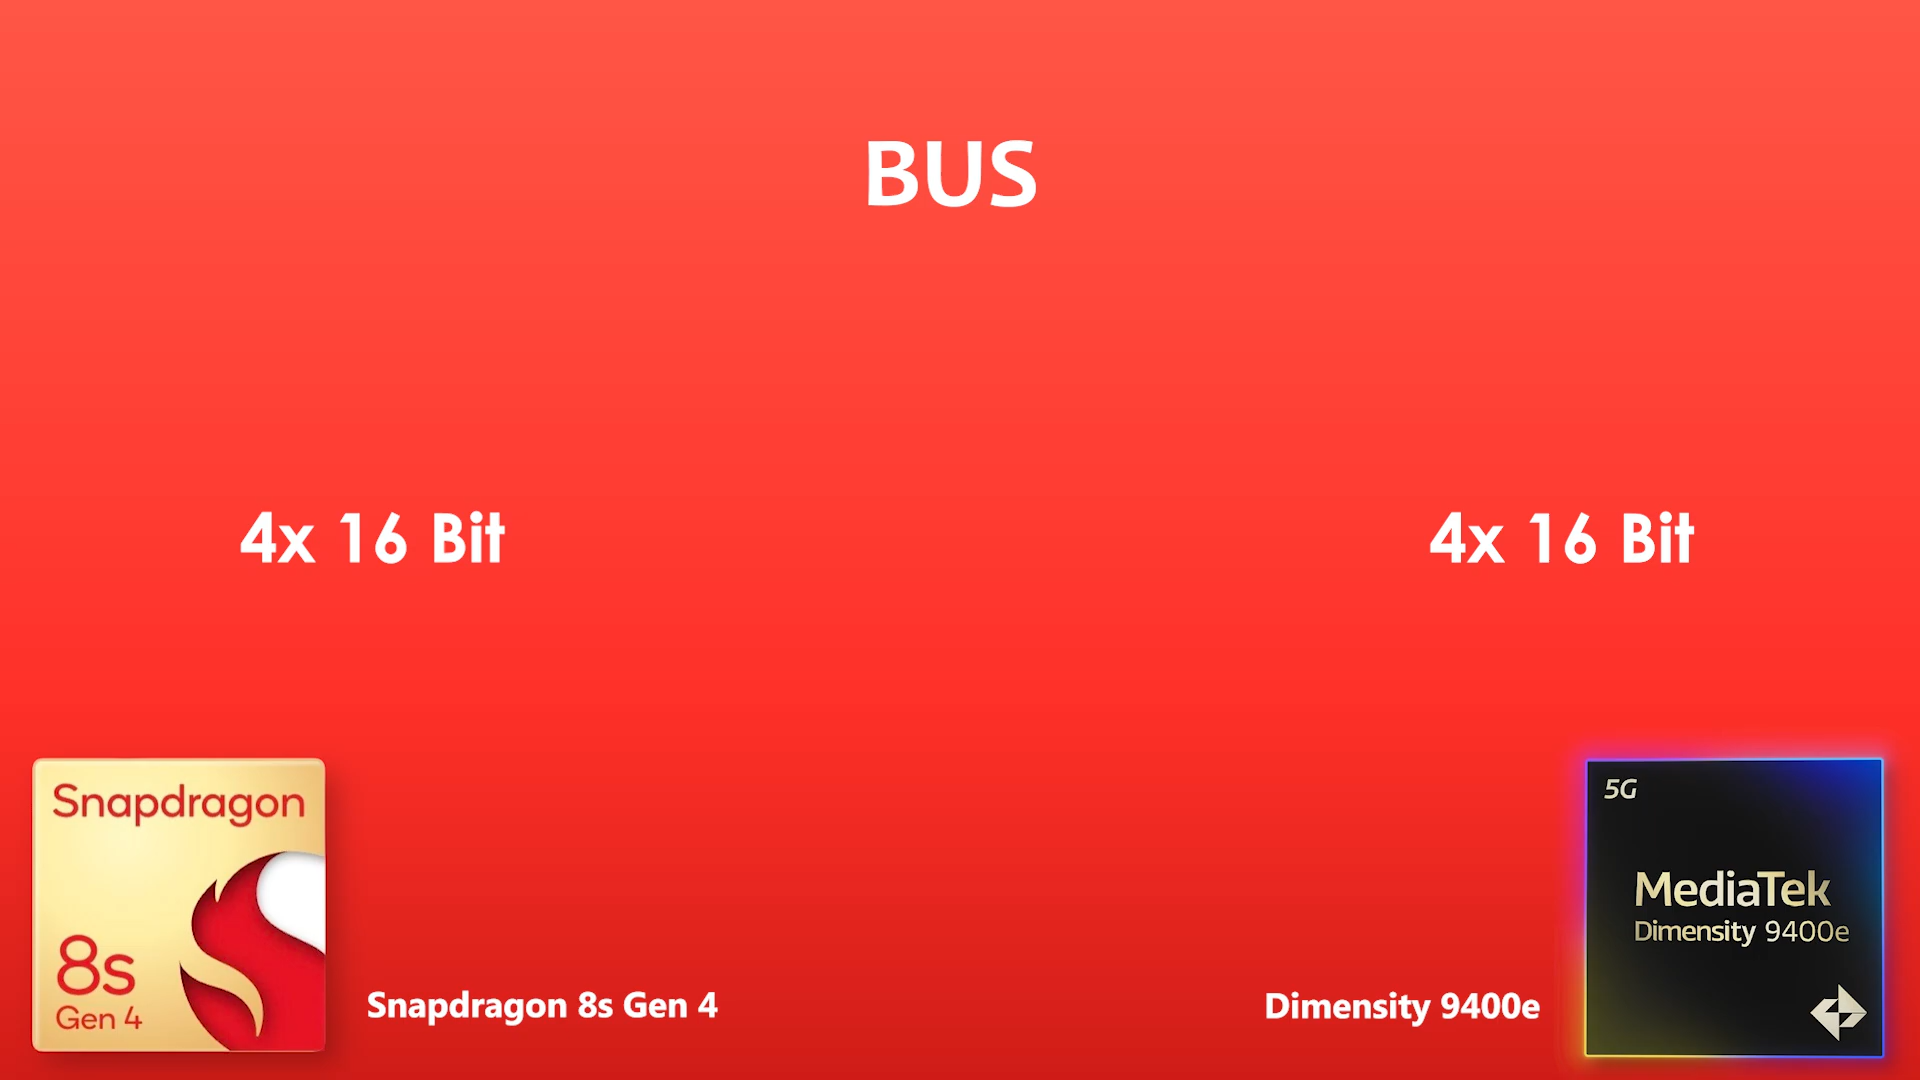 BUS
4x 16 Bit
4x 16 Bit
Snapdragon
8s
Gen 4
Snapdragon 8s Gen 4
Dimensity 9400e
5G
MediaTek
Dimensity 9400e